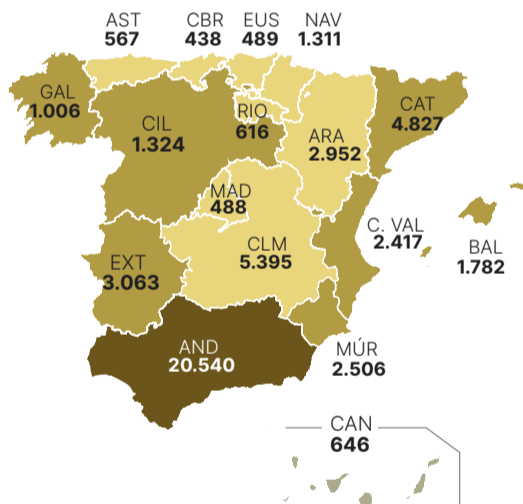 AST
567
CBR
438
EUS
489
NAV
1.311
GAL
1.006
CIL
1.324
RIO
616
ARA
2.952
CAT
4.827
MAD
488
CLM
5.395
C. VAL
2.417
BAL
1.782
EXT
3.063
AND
20.540
MÚR
2.506
CAN
646